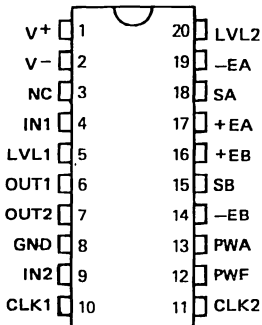 V+ 1 20 LVL2
V− 2 19 −EA
NC 3 18 SA
IN1 4 17 +EA
LVL1 5 16 +EB
OUT1 6 15 SB
OUT2 7 14 −EB
GND 8 13 PWA
IN2 9 12 PWF
CLK1 10 11 CLK2